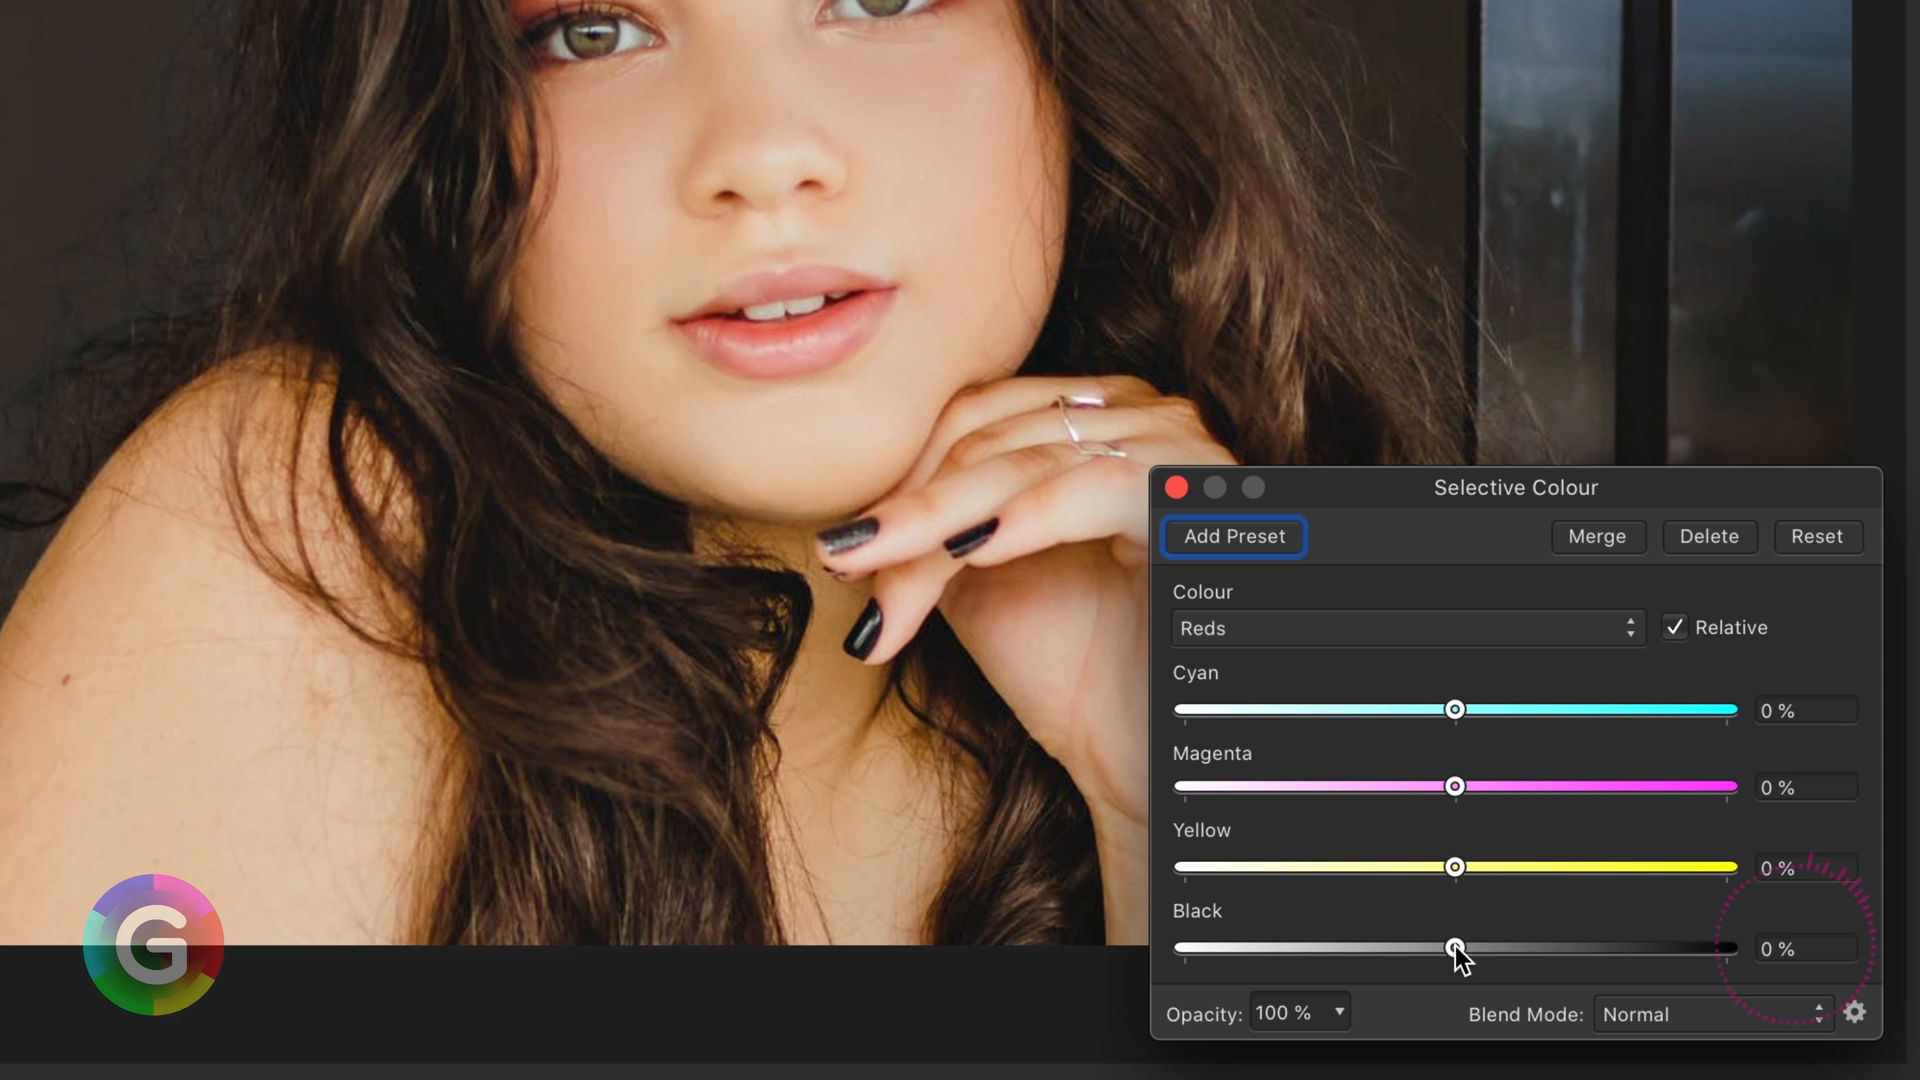 Selective Colour
Add Preset
Merge
Delete
Reset
Colour
Reds
Relative
Cyan
0 %
Magenta
0 %
Yellow
0 %
Black
0 %
Opacity: 100 %
Blend Mode: Normal
G